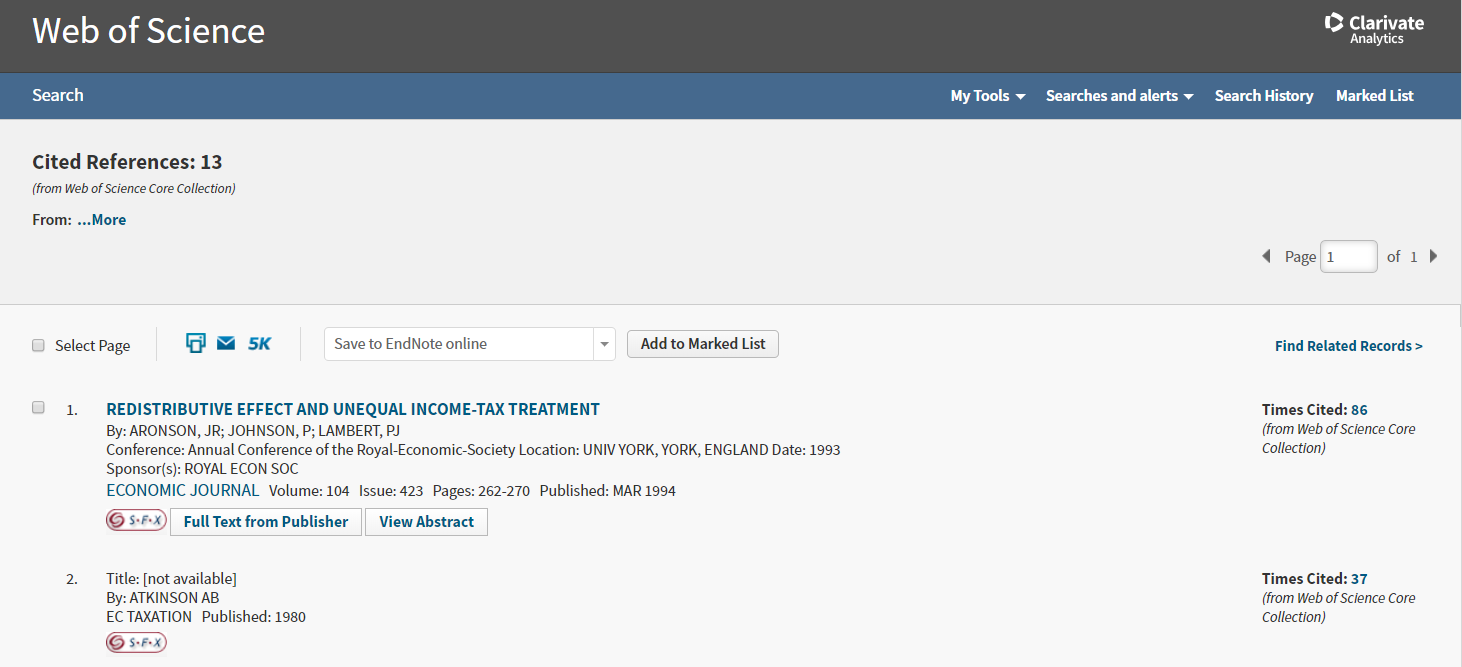 Web of Science
Clarivate
Analytics
Search
My Tools
Searches and alerts
Search History
Marked List
Cited References: 13
(from Web of Science Core Collection)
From: ...More
Page 1 of 1
Select Page
5K
Save to EndNote online
Add to Marked List
Find Related Records >
1. REDISTRIBUTIVE EFFECT AND UNEQUAL INCOME-TAX TREATMENT
By: ARONSON, JR; JOHNSON, P; LAMBERT, PJ
Conference: Annual Conference of the Royal-Economic-Society Location: UNIV YORK, YORK, ENGLAND Date: 1993
Sponsor(s): ROYAL ECON SOC
ECONOMIC JOURNAL Volume: 104 Issue: 423 Pages: 262-270 Published: MAR 1994
S·F·X Full Text from Publisher View Abstract
Times Cited: 86
(from Web of Science Core
Collection)
2. Title: [not available]
By: ATKINSON AB
EC TAXATION Published: 1980
S·F·X
Times Cited: 37
(from Web of Science Core
Collection)